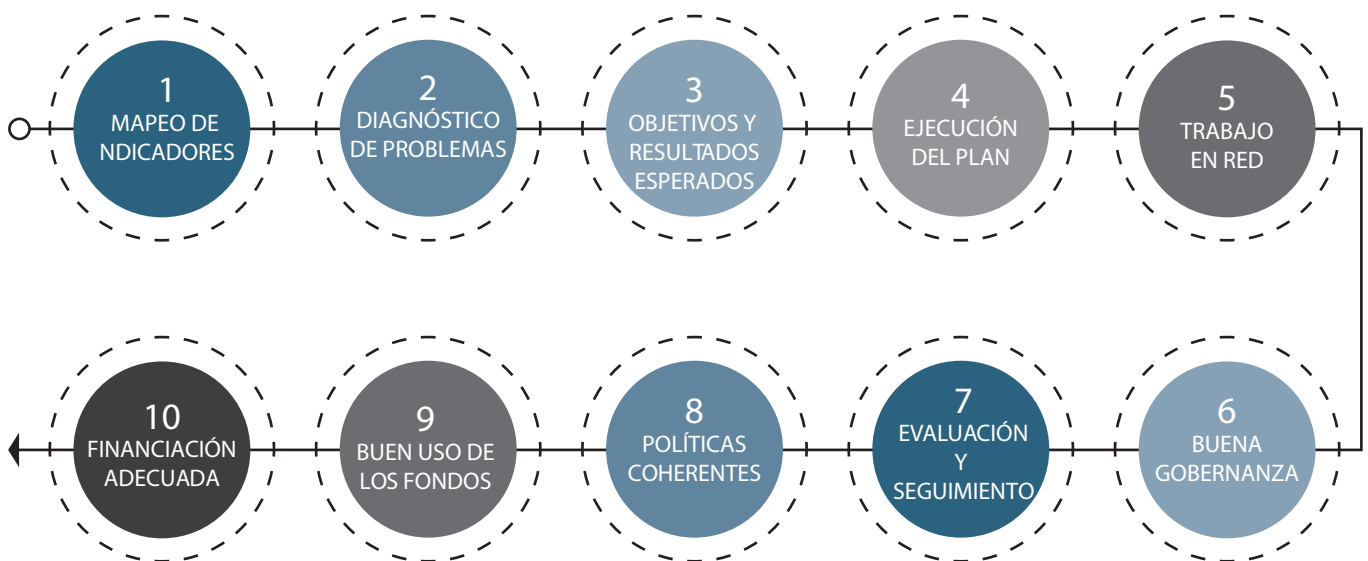 1
MAPEO DE
NDICADORES
2
DIAGNÓSTICO
DE PROBLEMAS
3
OBJETIVOS Y
RESULTADOS
ESPERADOS
4
EJECUCIÓN
DEL PLAN
5
TRABAJO
EN RED
6
BUENA
GOBERNANZA
7
EVALUACIÓN
Y
SEGUIMIENTO
8
POLÍTICAS
COHERENTES
9
BUEN USO DE
LOS FONDOS
10
FINANCIACIÓN
ADECUADA